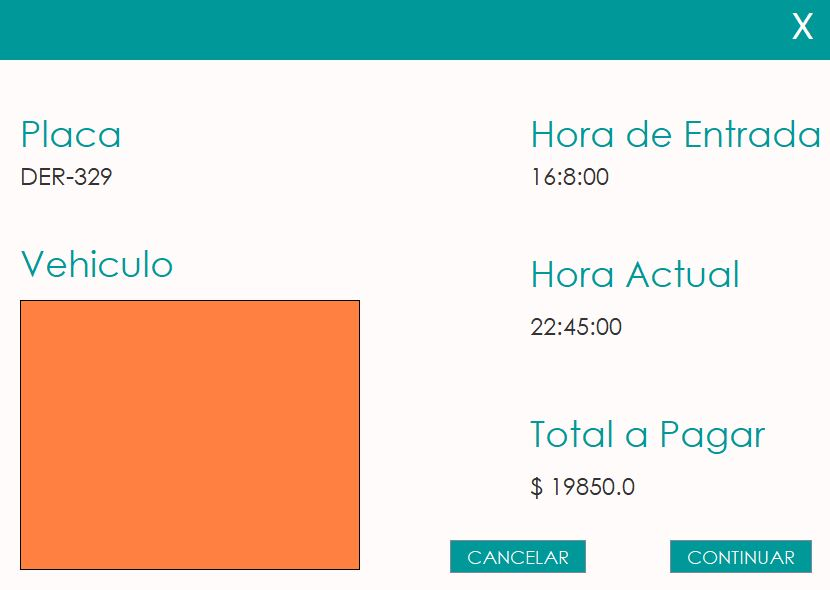 X
Placa
DER-329
Vehiculo
Hora de Entrada
16:8:00
Hora Actual
22:45:00
Total a Pagar
$ 19850.0
CANCELAR
CONTINUAR